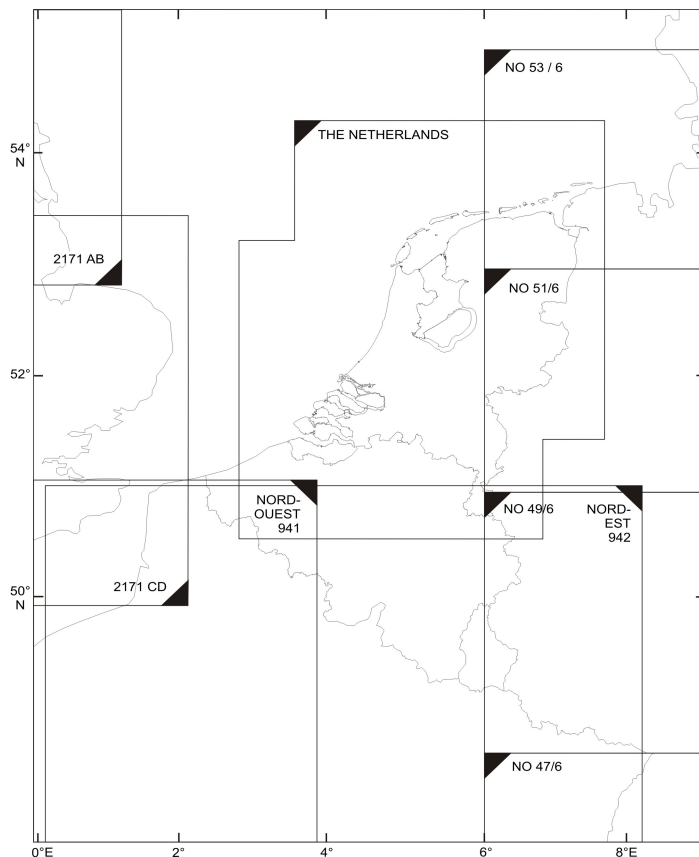 NO 53 / 6
THE NETHERLANDS
54°
N
2171 AB
NO 51/6
52°
NORD-
OUEST
941
NO 49/6
NORD-
EST
942
2171 CD
50°
N
NO 47/6
0°E
2°
4°
6°
8°E